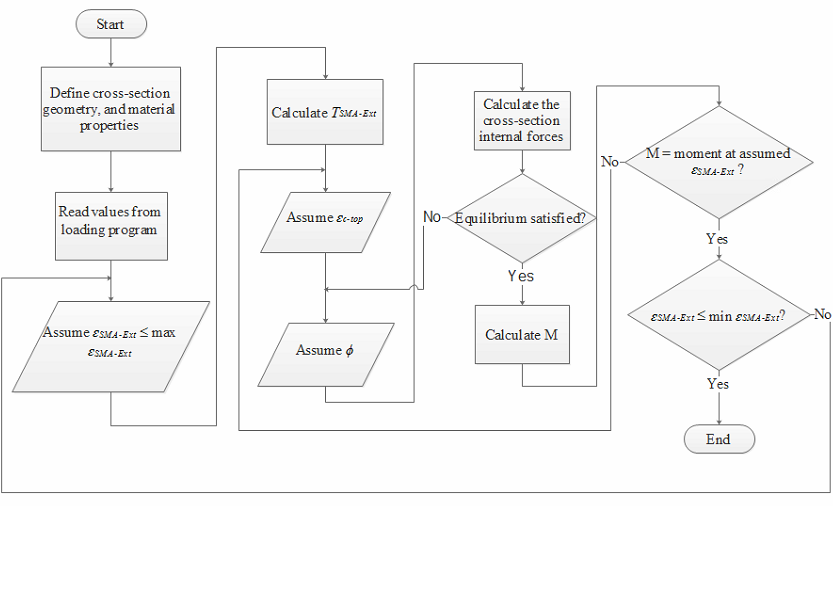 Start
Define cross-section
geometry, and material
properties
Read values from
loading program
Assume εSMA-Ext ≤ max
εSMA-Ext
Calculate TSMA-Ext
Assume εc-top
Assume ϕ
Calculate the
cross-section
internal forces
No
Equilibrium satisfied?
Yes
Calculate M
No
M = moment at assumed
εSMA-Ext ?
Yes
εSMA-Ext ≤ min εSMA-Ext?
No
Yes
End